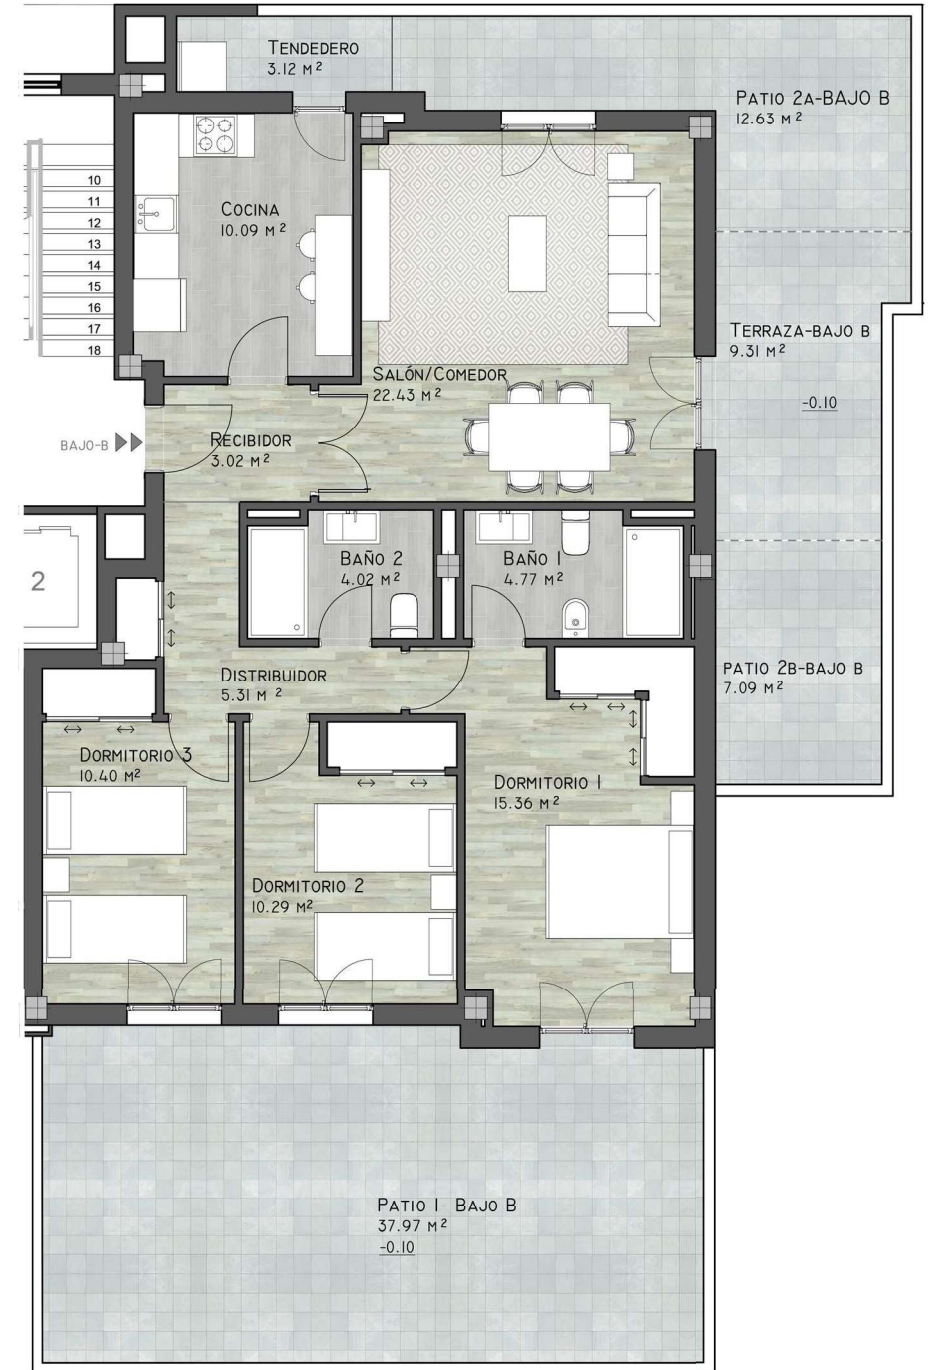 TENDEDERO
3.12 M²
PATIO 2A-BAJO B
12.63 M²
10
11
12
13
14
15
16
17
18
COCINA
10.09 M²
TERRAZA-BAJO B
9.31 M²
-0.10
SALÓN/COMEDOR
22.43 M²
BAJO-B
RECIBIDOR
3.02 M²
2
BAÑO 2
4.02 M²
BAÑO 1
4.77 M²
DISTRIBUIDOR
5.31 M²
PATIO 2B-BAJO B
7.09 M²
DORMITORIO 3
10.40 M²
DORMITORIO 1
15.36 M²
DORMITORIO 2
10.29 M²
PATIO 1 BAJO B
37.97 M²
-0.10